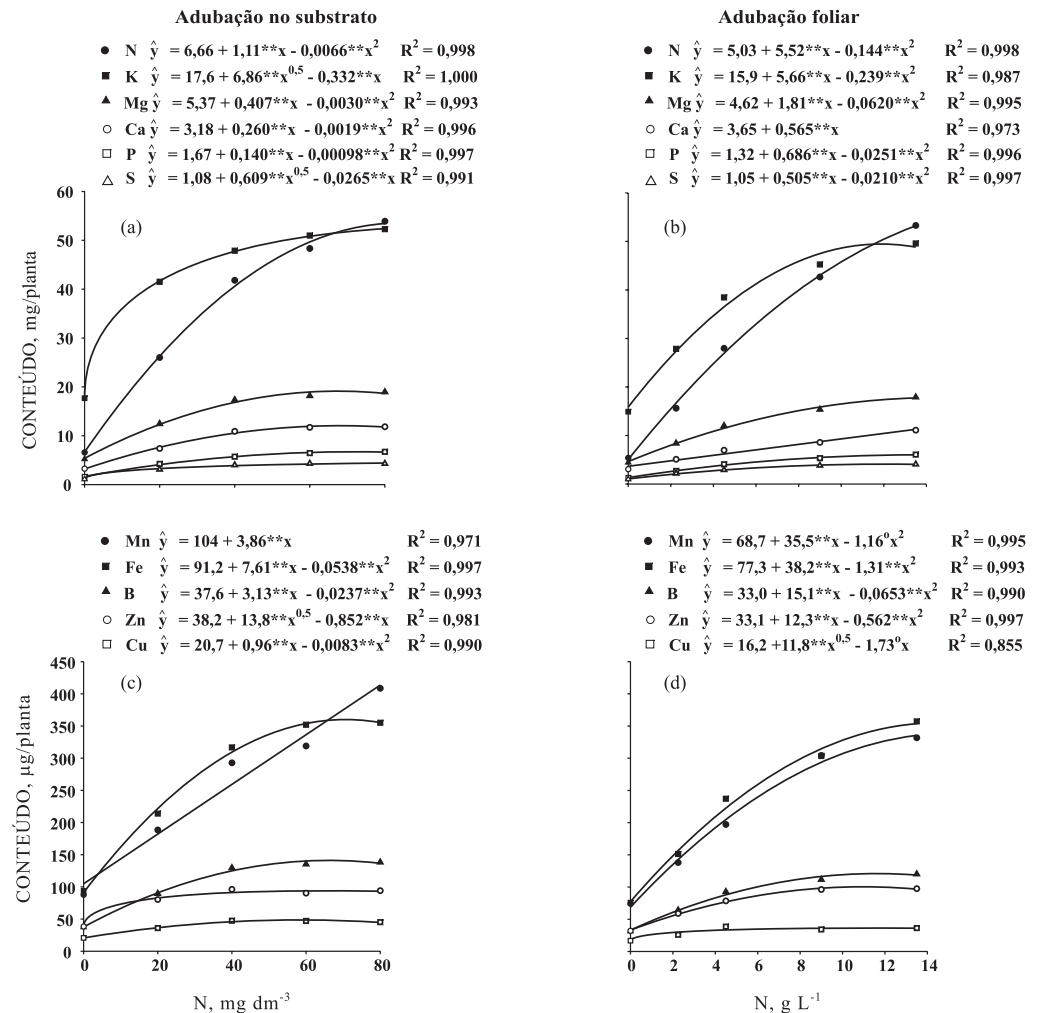 Adubação no substrato
N ŷ = 6,66 + 1,11**x - 0,0066**x² R² = 0,998
K ŷ = 17,6 + 6,86**x⁰,⁵ - 0,332**x R² = 1,000
Mg ŷ = 5,37 + 0,407**x - 0,0030**x² R² = 0,993
Ca ŷ = 3,18 + 0,260**x - 0,0019**x² R² = 0,996
P ŷ = 1,67 + 0,140**x - 0,00098**x² R² = 0,997
S ŷ = 1,08 + 0,609**x⁰,⁵ - 0,0265**x R² = 0,991
Adubação foliar
N ŷ = 5,03 + 5,52**x - 0,144**x² R² = 0,998
K ŷ = 15,9 + 5,66**x - 0,239**x² R² = 0,987
Mg ŷ = 4,62 + 1,81**x - 0,0620**x² R² = 0,995
Ca ŷ = 3,65 + 0,565**x R² = 0,973
P ŷ = 1,32 + 0,686**x - 0,0251**x² R² = 0,996
S ŷ = 1,05 + 0,505**x - 0,0210**x² R² = 0,997
CONTEÚDO, mg/planta
60
50
40
30
20
10
0
(a)
(b)
Mn ŷ = 104 + 3,86**x R² = 0,971
Fe ŷ = 91,2 + 7,61**x - 0,0538**x² R² = 0,997
B ŷ = 37,6 + 3,13**x - 0,0237**x² R² = 0,993
Zn ŷ = 38,2 + 13,8**x⁰,⁵ - 0,852**x R² = 0,981
Cu ŷ = 20,7 + 0,96**x - 0,0083**x² R² = 0,990
Mn ŷ = 68,7 + 35,5**x - 1,16°x² R² = 0,995
Fe ŷ = 77,3 + 38,2**x - 1,31**x² R² = 0,993
B ŷ = 33,0 + 15,1**x - 0,0653**x² R² = 0,990
Zn ŷ = 33,1 + 12,3**x - 0,562**x² R² = 0,997
Cu ŷ = 16,2 +11,8**x⁰,⁵ - 1,73°x R² = 0,855
CONTEÚDO, µg/planta
450
400
350
300
250
200
150
100
50
0
(c)
0 20 40 60 80
N, mg dm⁻³
(d)
0 2 4 6 8 10 12 14
N, g L⁻¹